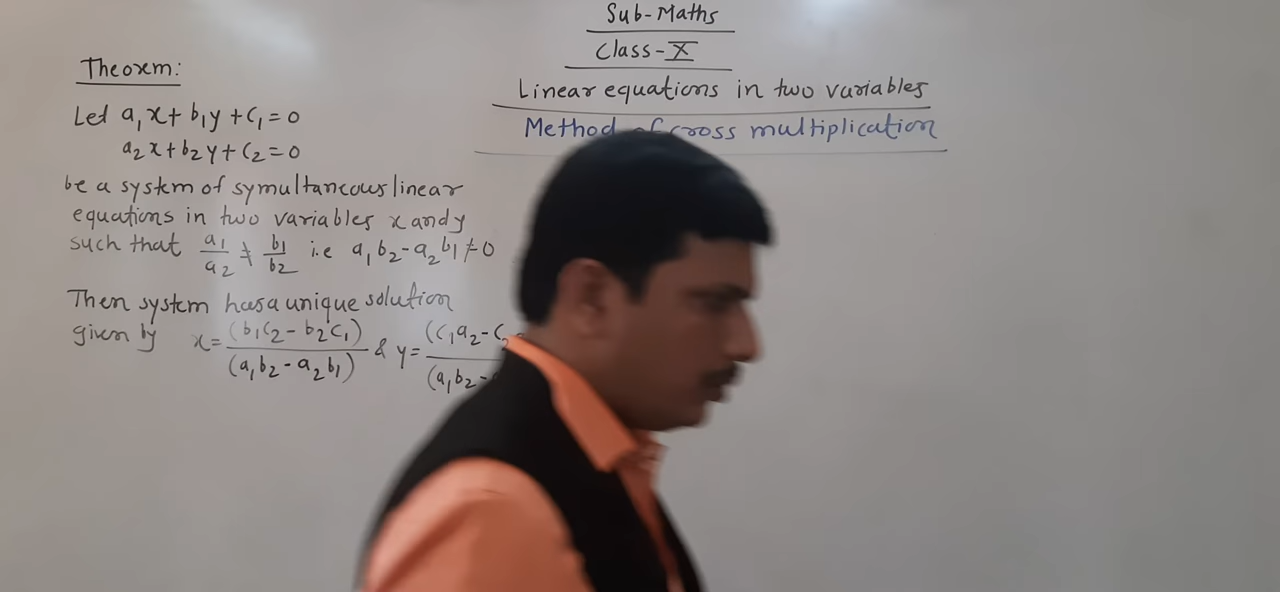 Sub-Maths
Class-X
Linear equations in two variables
Method of cross multiplication
Theorem:
Let a₁x + b₁y + c₁ = 0
a₂x + b₂y + c₂ = 0
be a system of symultaneous linear
equations in two variables x and y
such that a₁/a₂ ≠ b₁/b₂ i.e a₁b₂ - a₂b₁ ≠ 0
Then system has a unique solution
given by x = (b₁c₂ - b₂c₁)/(a₁b₂ - a₂b₁) & y = (c₁a₂ - c/(a₁b₂ -